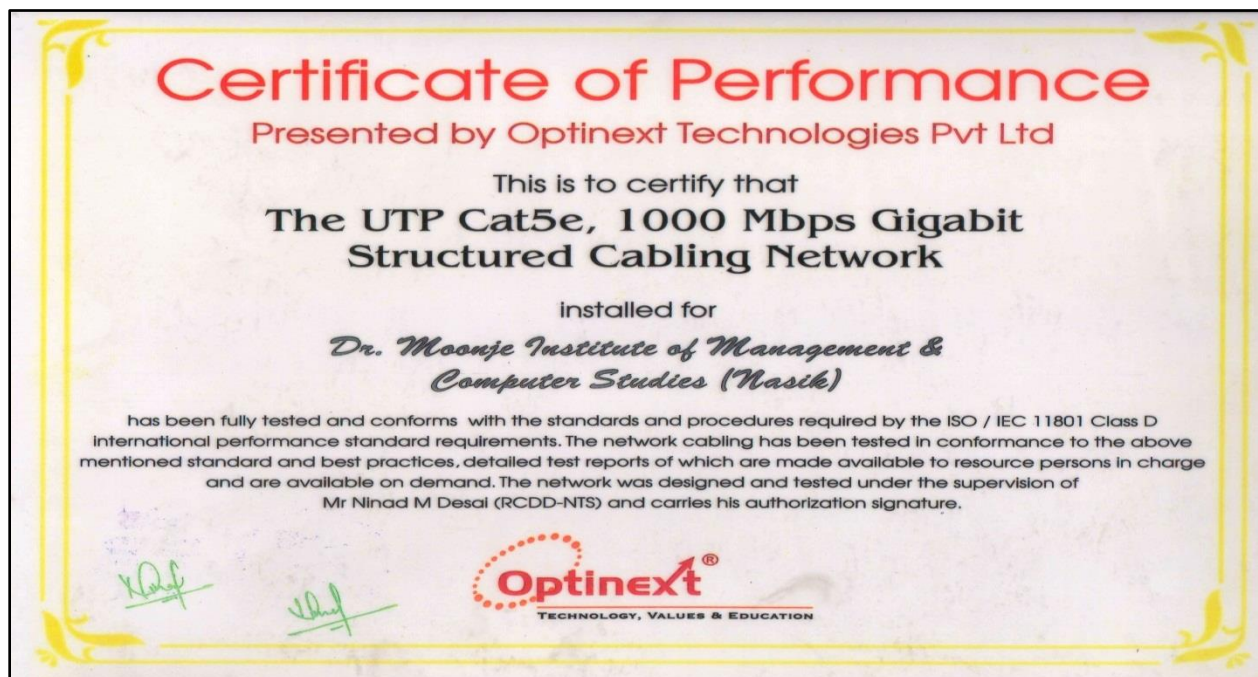 Certificate of Performance
Presented by Optinext Technologies Pvt Ltd
This is to certify that
The UTP Cat5e, 1000 Mbps Gigabit
Structured Cabling Network
installed for
Dr. Moonje Institute of Management &
Computer Studies (Nasik)
has been fully tested and conforms with the standards and procedures required by the ISO / IEC 11801 Class D
international performance standard requirements. The network cabling has been tested in conformance to the above
mentioned standard and best practices, detailed test reports of which are made available to resource persons in charge
and are available on demand. The network was designed and tested under the supervision of
Mr Ninad M Desai (RCDD-NTS) and carries his authorization signature.
Optinext®
TECHNOLOGY, VALUES & EDUCATION